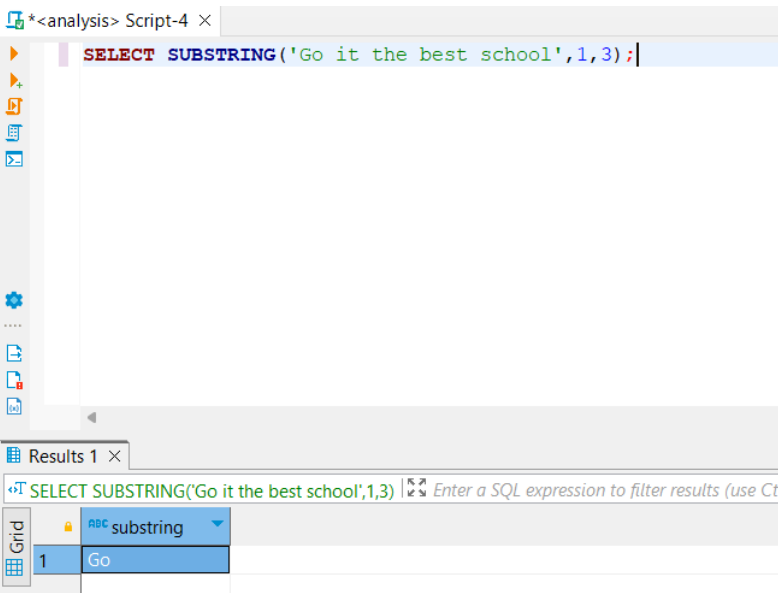 *<analysis> Script-4 ×
SELECT SUBSTRING('Go it the best school',1,3);
Results 1 ×
SELECT SUBSTRING('Go it the best school',1,3) Enter a SQL expression to filter results (use Ct
Grid
ABC substring
1 Go